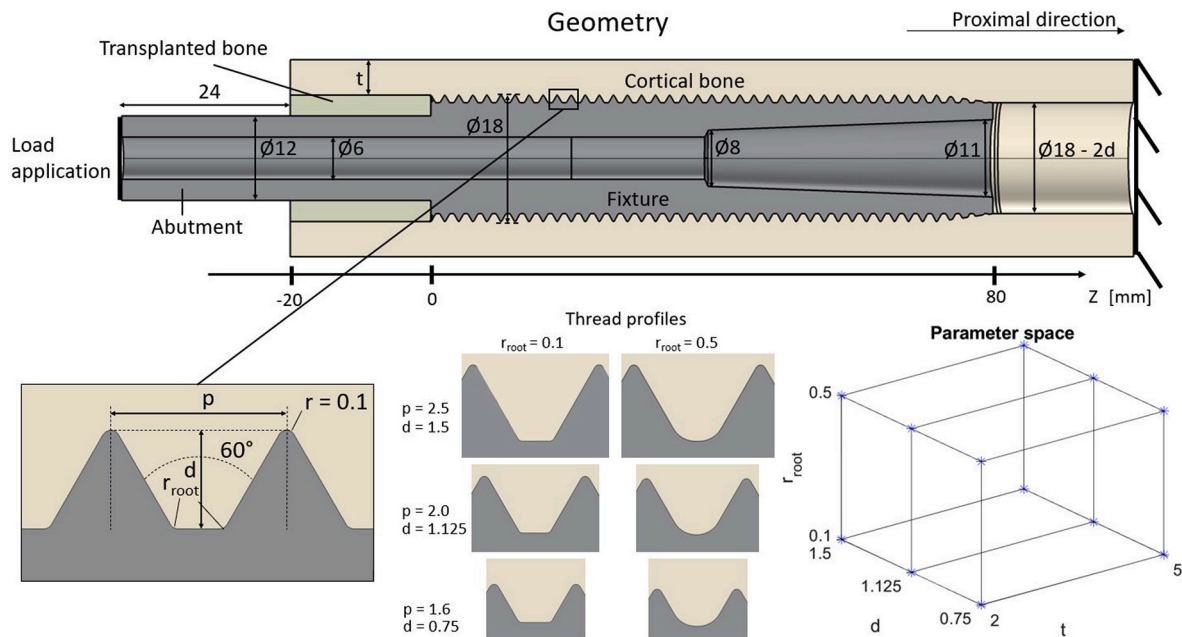 Geometry
Proximal direction
Transplanted bone
t
Cortical bone
24
Ø18
Load
application
Ø12
Ø6
Ø8
Ø11
Ø18 - 2d
Fixture
Abutment
-20
0
80
Z [mm]
Thread profiles
r_root = 0.1
r_root = 0.5
p = 2.5
d = 1.5
p = 2.0
d = 1.125
p = 1.6
d = 0.75
p
r = 0.1
60°
d
r_root
Parameter space
0.5
r_root
0.1
1.5
1.125
0.75
2
5
d
t